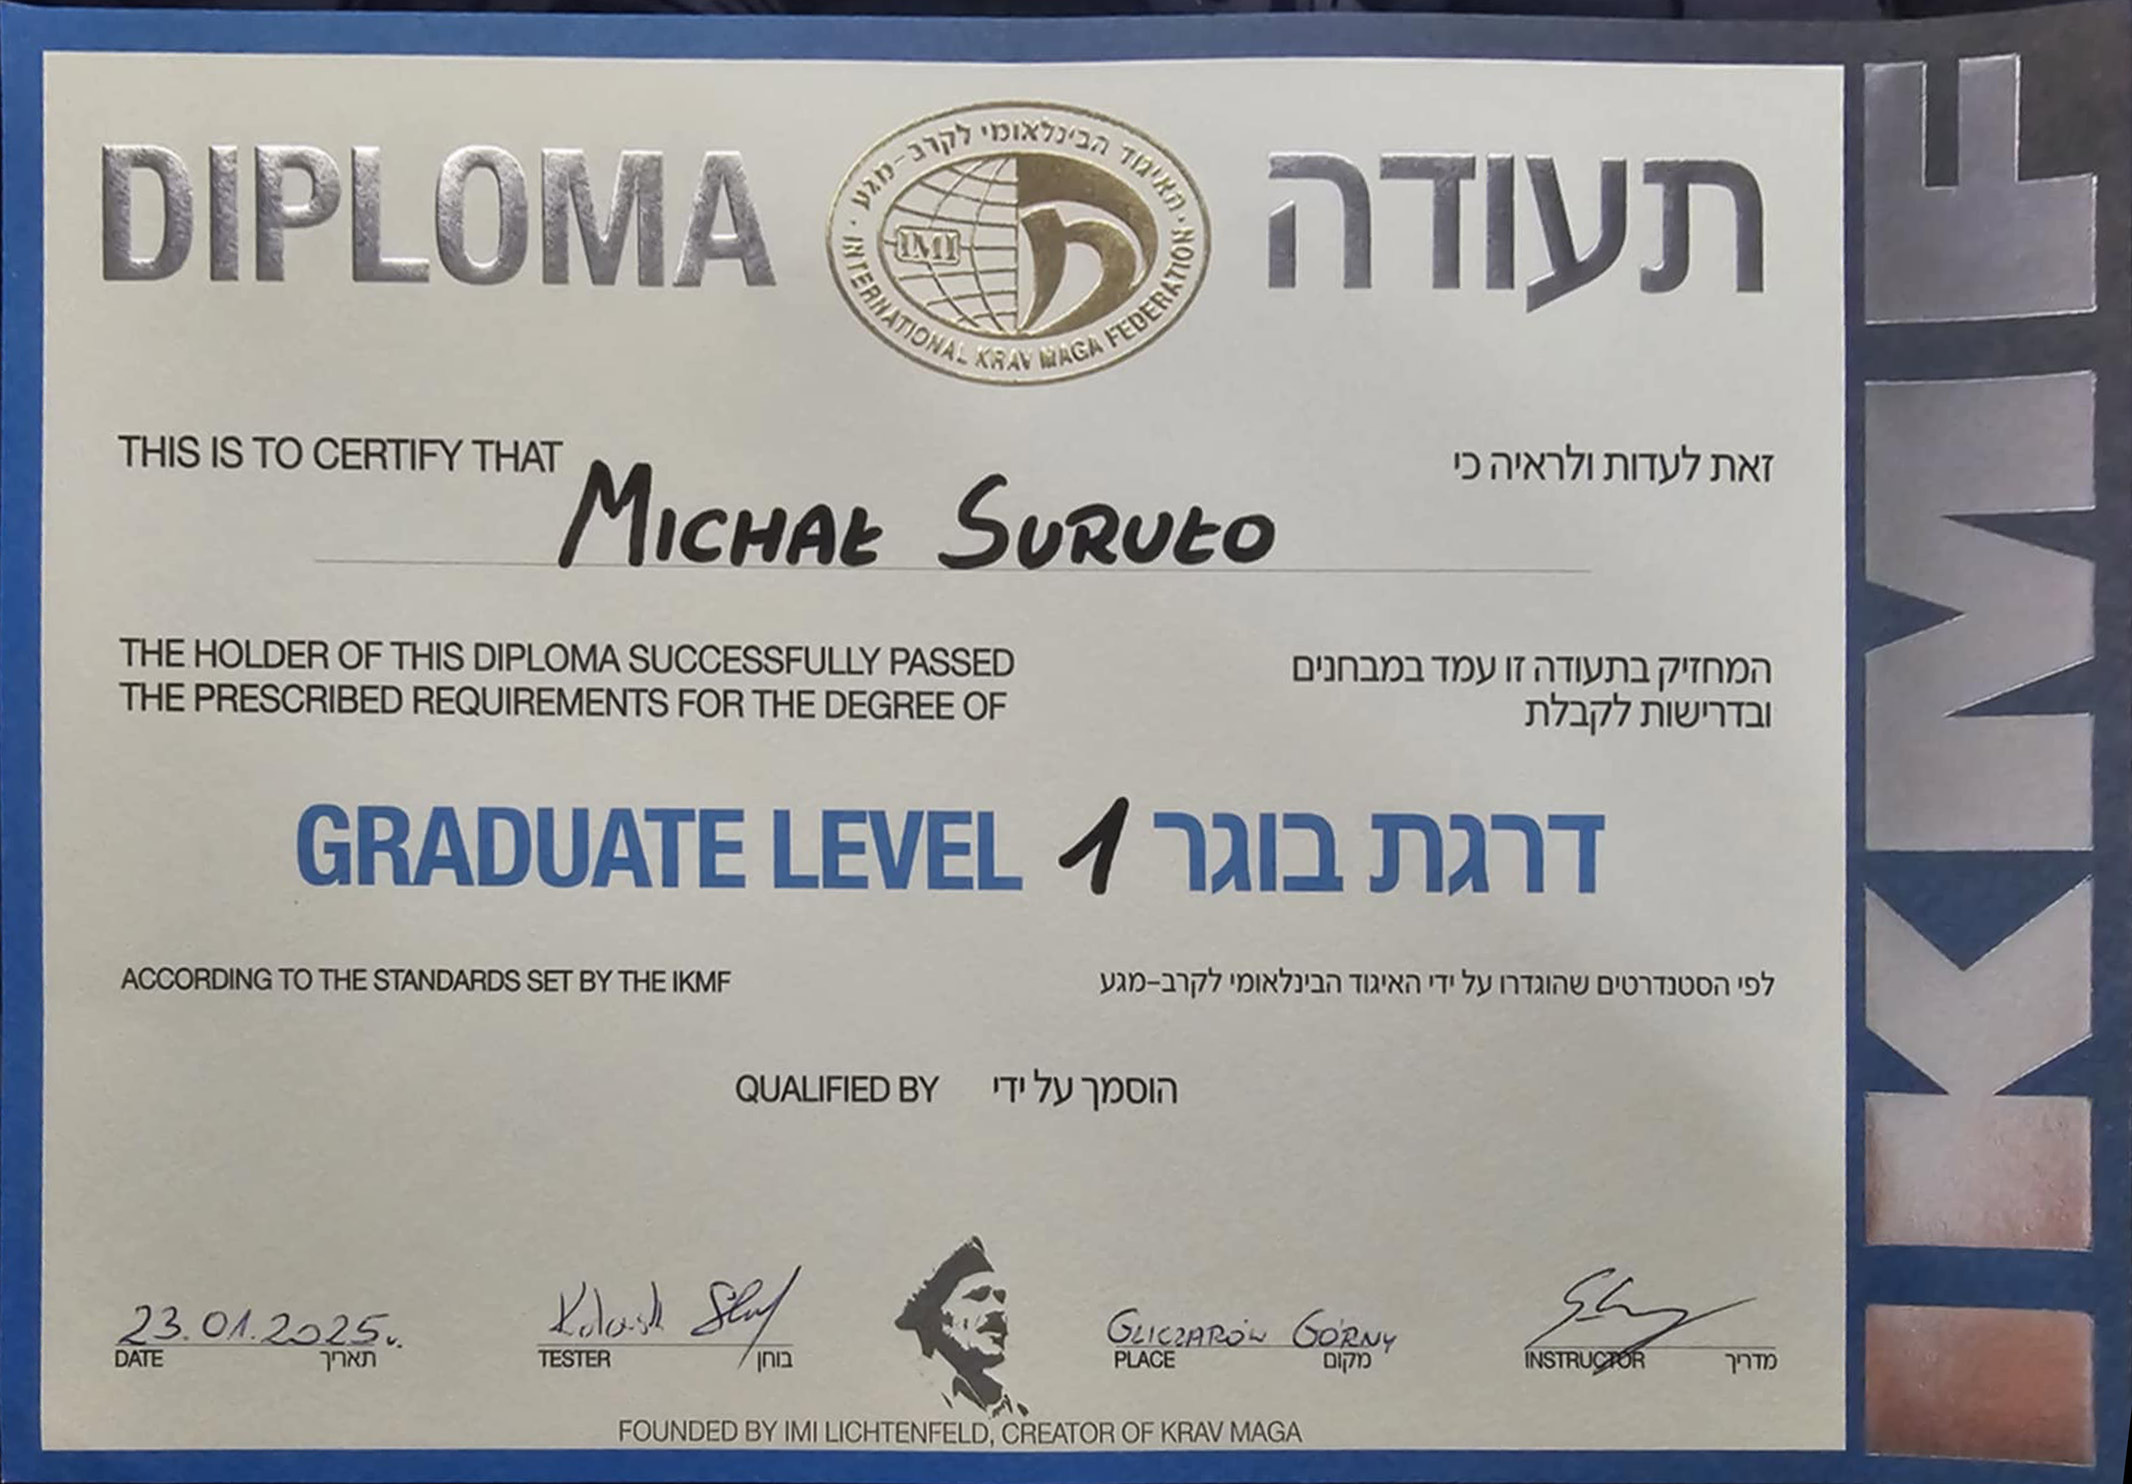 DIPLOMA תעודה
האיגוד הבינלאומי לקרב-מגע
IMI
INTERNATIONAL KRAV MAGA FEDERATION
THIS IS TO CERTIFY THAT זאת לעדות ולראיה כי
MICHAŁ SURUŁO
THE HOLDER OF THIS DIPLOMA SUCCESSFULLY PASSED המחזיק בתעודה זו עמד במבחנים
THE PRESCRIBED REQUIREMENTS FOR THE DEGREE OF ובדרישות לקבלת
GRADUATE LEVEL 1 דרגת בוגר
ACCORDING TO THE STANDARDS SET BY THE IKMF לפי הסטנדרטים שהוגדרו על ידי האיגוד הבינלאומי לקרב-מגע
QUALIFIED BY הוסמך על ידי
23.01.2025r. GLICZARÓW GÓRNY
DATE תאריך TESTER בוחן PLACE מקום INSTRUCTOR מדריך
FOUNDED BY IMI LICHTENFELD, CREATOR OF KRAV MAGA
IKMF